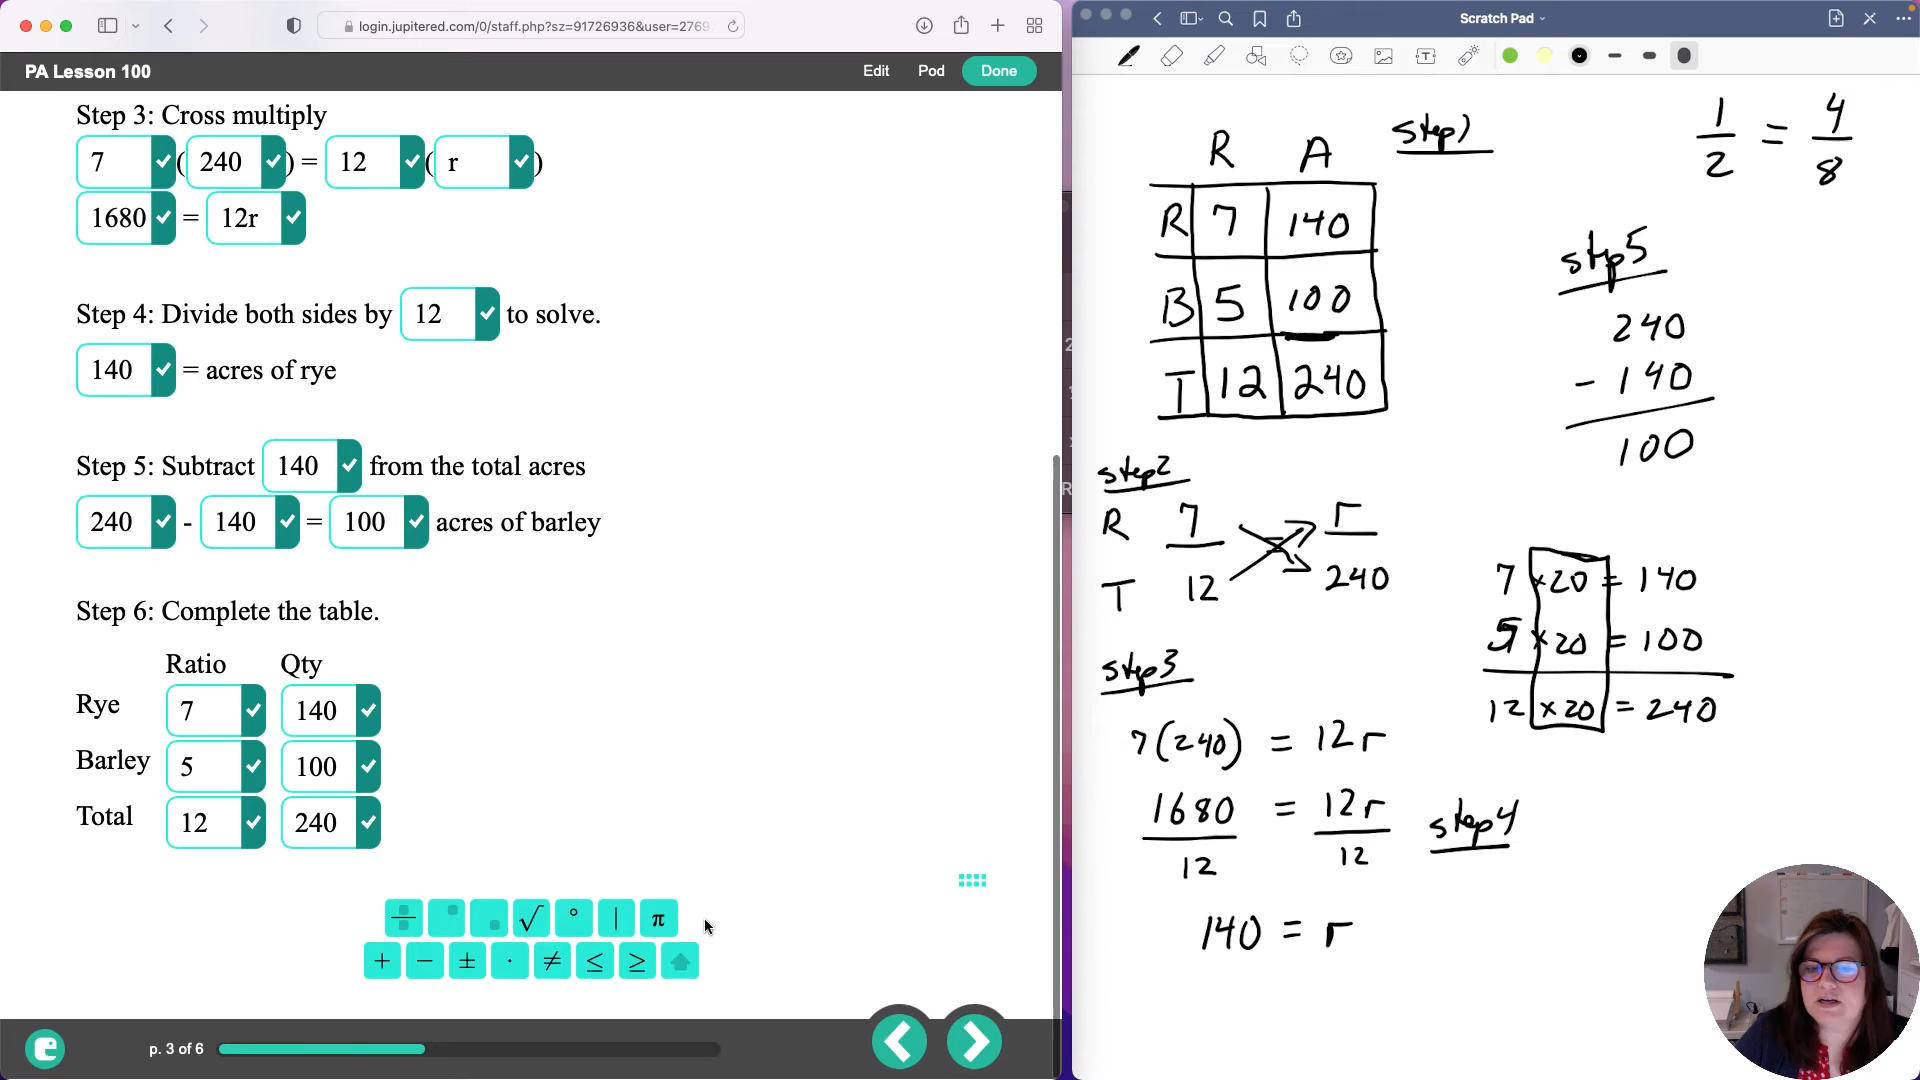 login.jupitered.com/0/staff.php?sz=91726936&user=2769
PA Lesson 100
Edit
Pod
Done
Step 3: Cross multiply
7 ( 240 ) = 12 ( r )
1680 = 12r
Step 4: Divide both sides by 12 to solve.
140 = acres of rye
Step 5: Subtract 140 from the total acres
240 - 140 = 100 acres of barley
Step 6: Complete the table.
Ratio Qty
Rye 7 140
Barley 5 100
Total 12 240
√ ° | π
+ − ± · ≠ ≤ ≥
p. 3 of 6
Scratch Pad
R A
R 7 140
B 5 100
T 12 240
step1
1/2 = 4/8
step5
240
- 140
100
step2
R 7 r
T 12 240
7 ×20 = 140
5 ×20 = 100
12 ×20 = 240
step3
7(240) = 12r
1680 = 12r
12 12
step4
140 = r